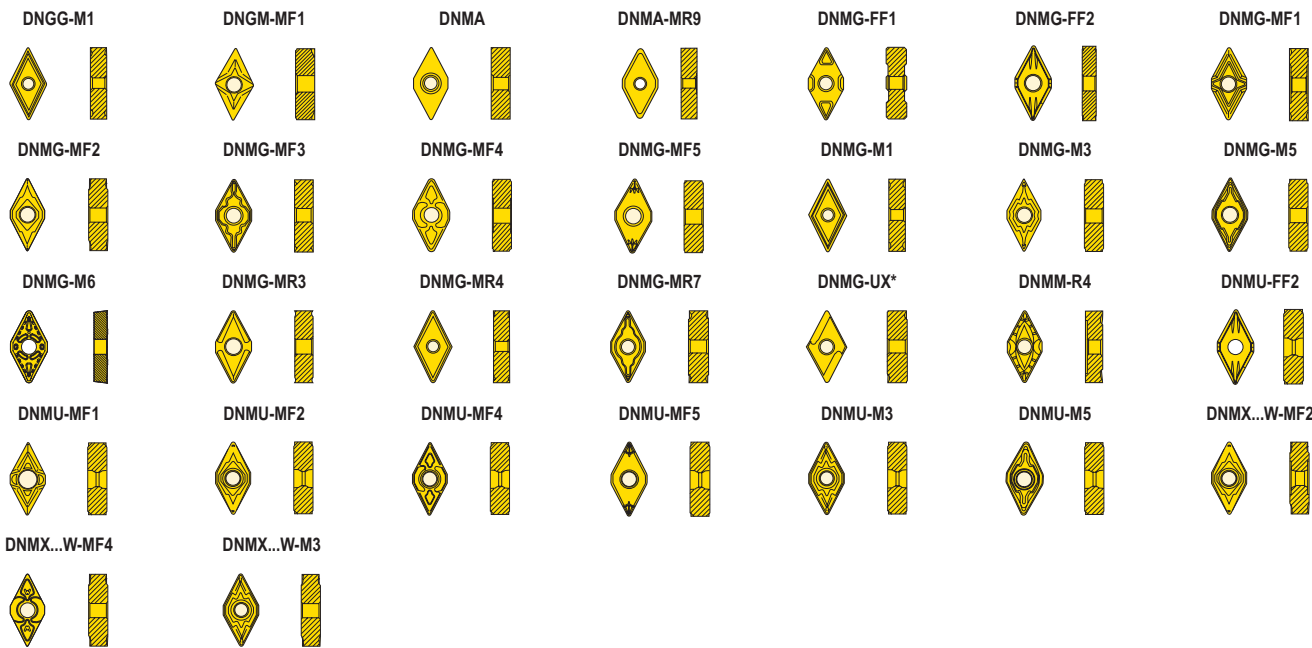 DNGG-M1 DNGM-MF1 DNMA DNMA-MR9 DNMG-FF1 DNMG-FF2 DNMG-MF1
DNMG-MF2 DNMG-MF3 DNMG-MF4 DNMG-MF5 DNMG-M1 DNMG-M3 DNMG-M5
DNMG-M6 DNMG-MR3 DNMG-MR4 DNMG-MR7 DNMG-UX* DNMM-R4 DNMU-FF2
DNMU-MF1 DNMU-MF2 DNMU-MF4 DNMU-MF5 DNMU-M3 DNMU-M5 DNMX...W-MF2
DNMX...W-MF4 DNMX...W-M3